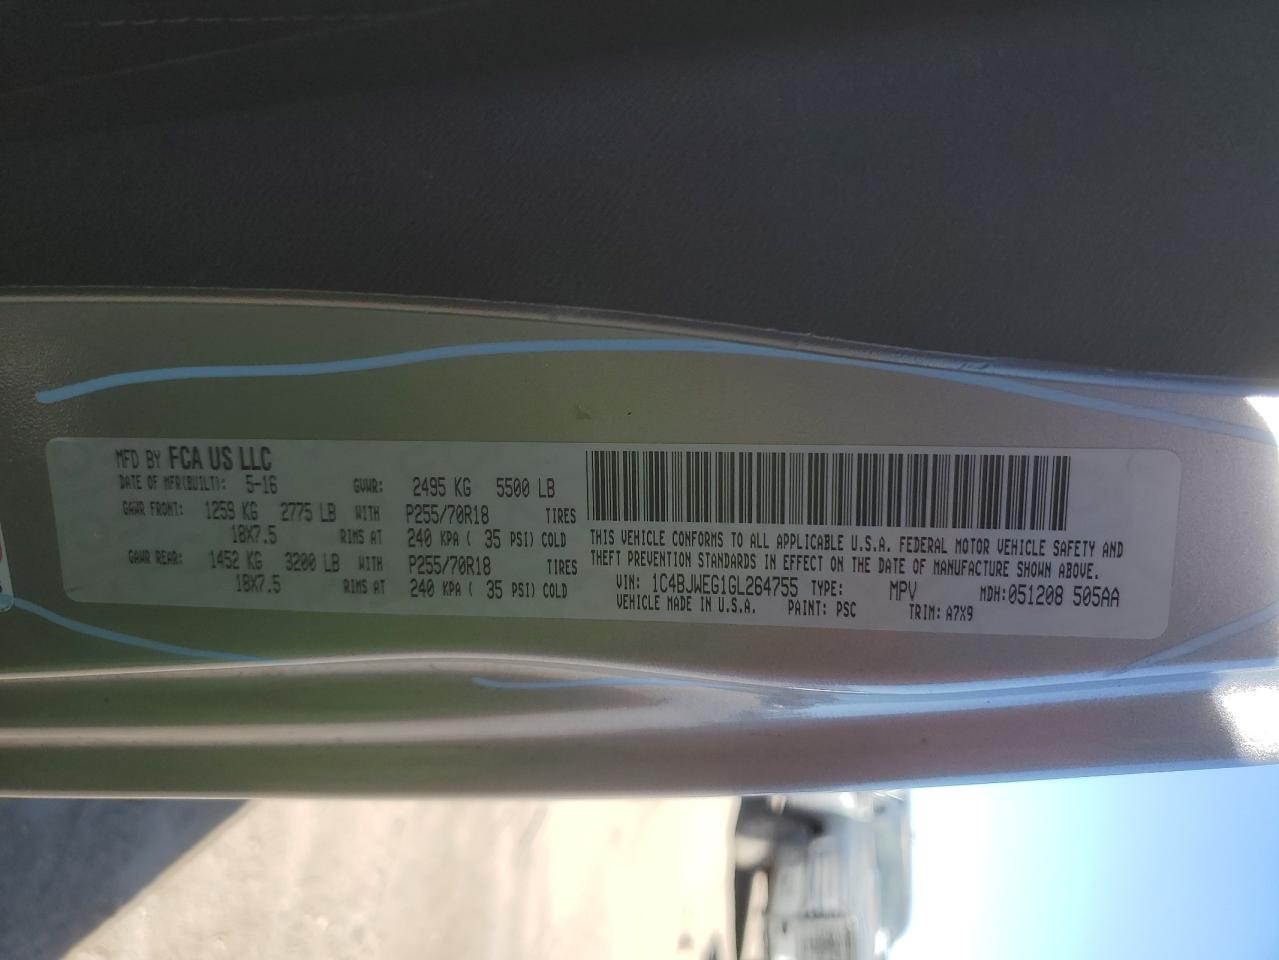 MFD BY FCA US LLC
DATE OF MFR(BUILT): 5-16 GVWR: 2495 KG 5500 LB
GAWR FRONT: 1259 KG 2775 LB WITH P255/70R18 TIRES
18X7.5 RIMS AT 240 KPA ( 35 PSI) COLD
GAWR REAR: 1452 KG 3200 LB WITH P255/70R18 TIRES
18X7.5 RIMS AT 240 KPA ( 35 PSI) COLD
THIS VEHICLE CONFORMS TO ALL APPLICABLE U.S.A. FEDERAL MOTOR VEHICLE SAFETY AND
THEFT PREVENTION STANDARDS IN EFFECT ON THE DATE OF MANUFACTURE SHOWN ABOVE.
VIN: 1C4BJWEG1GL264755 TYPE: MPV MDH:051208 505AA
VEHICLE MADE IN U.S.A. PAINT: PSC TRIM: A7X9